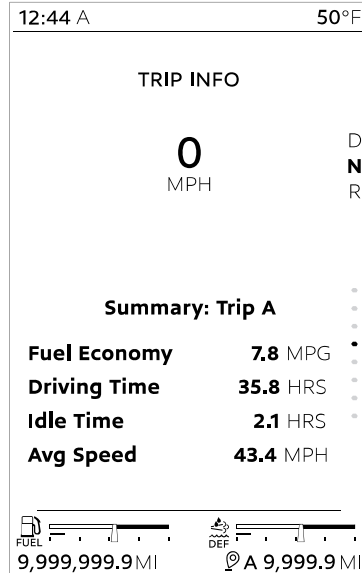 12:44 A 50°F
TRIP INFO
0
MPH
D
N
R
Summary: Trip A
Fuel Economy 7.8 MPG
Driving Time 35.8 HRS
Idle Time 2.1 HRS
Avg Speed 43.4 MPH
FUEL DEF
9,999,999.9 MI A 9,999.9 MI